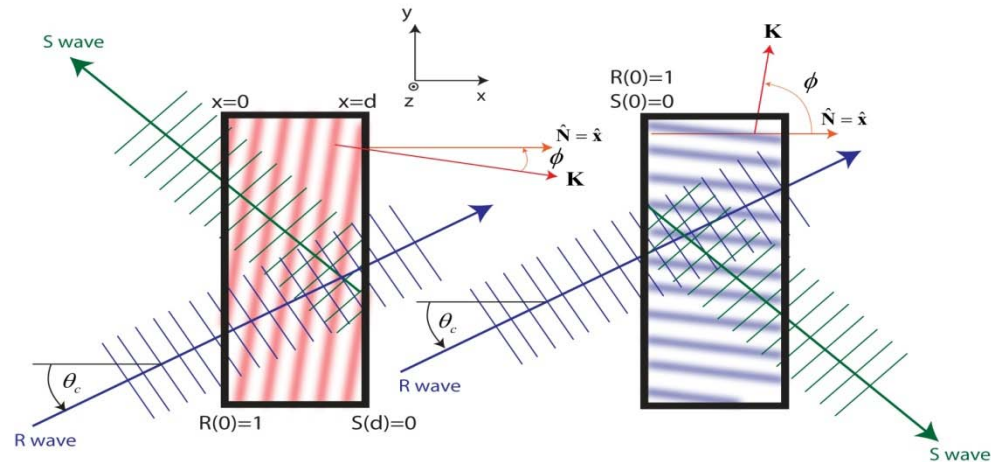 S wave
x=0
x=d
y
z
x
N̂ = x̂
ϕ
K
θc
R wave
R(0)=1
S(d)=0
K
R(0)=1
S(0)=0
ϕ
N̂ = x̂
θc
R wave
S wave